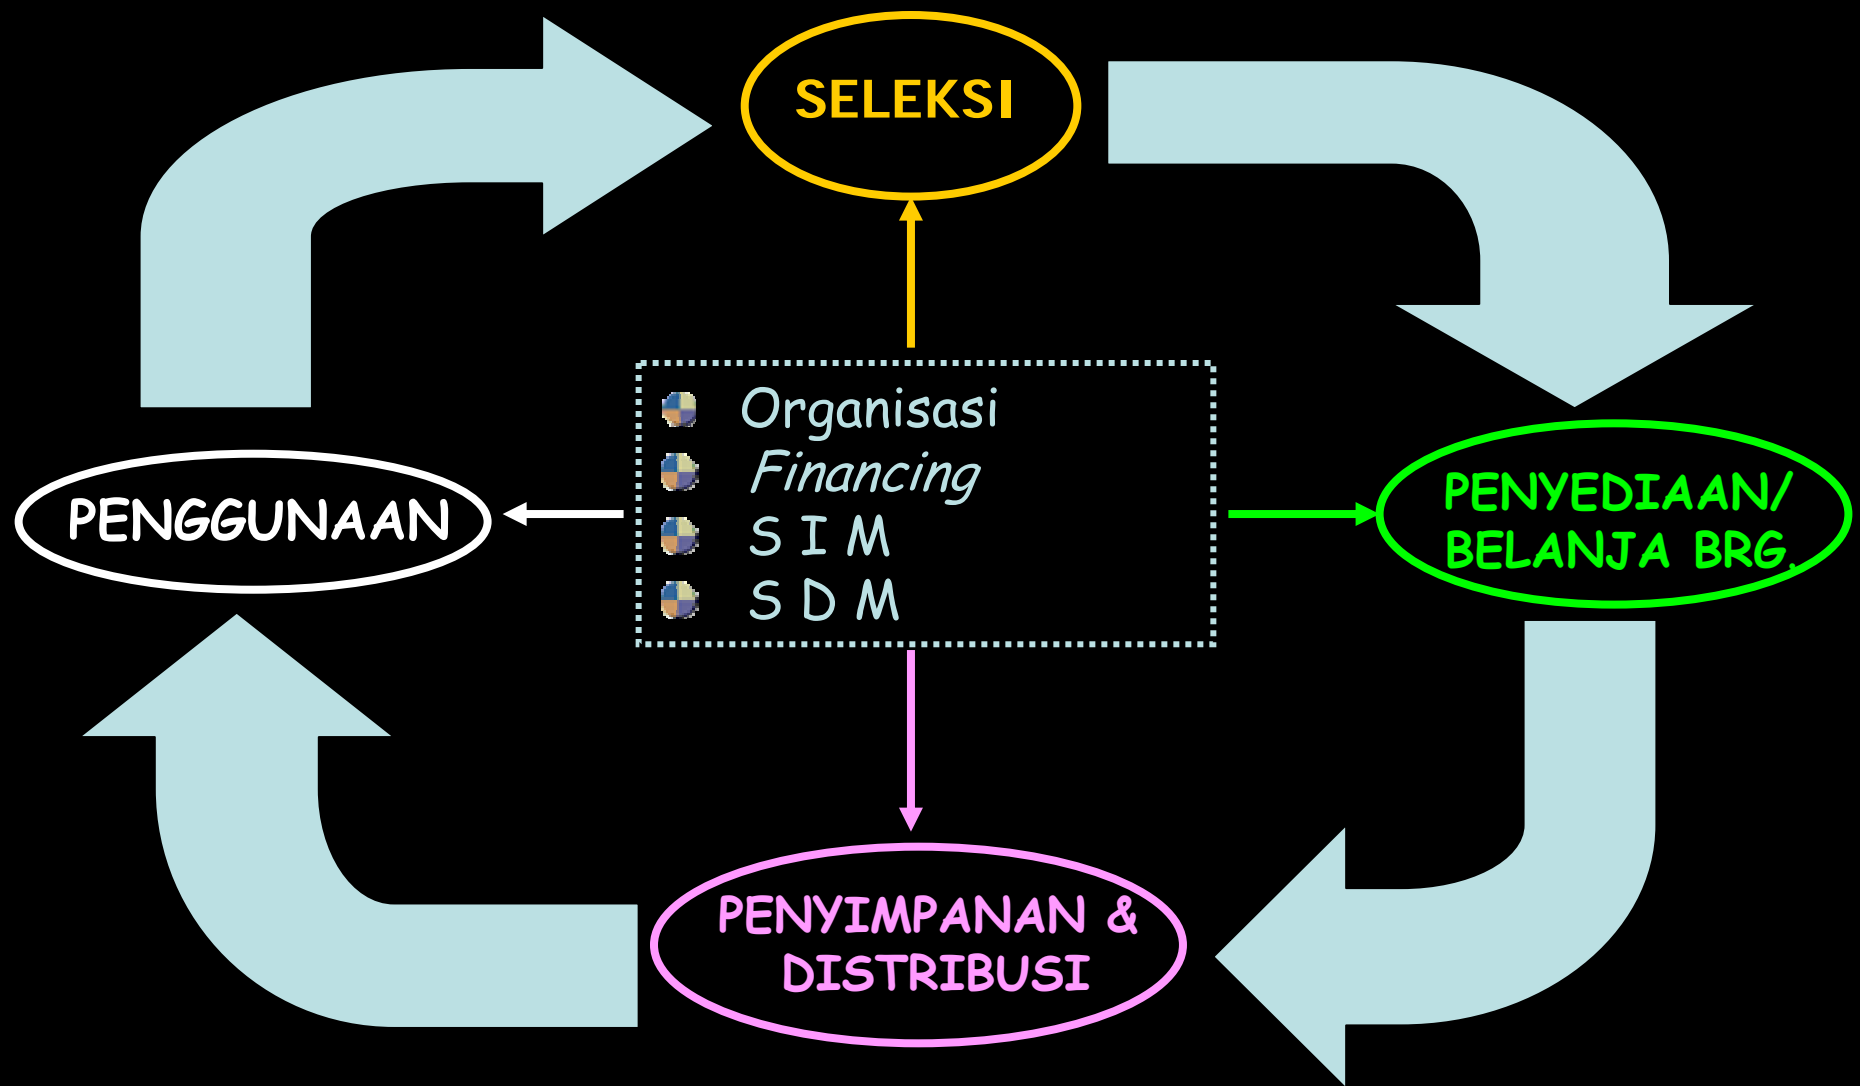 SELEKSI
Organisasi
Financing
S I M
S D M
PENGGUNAAN
PENYEDIAAN/
BELANJA BRG.
PENYIMPANAN &
DISTRIBUSI